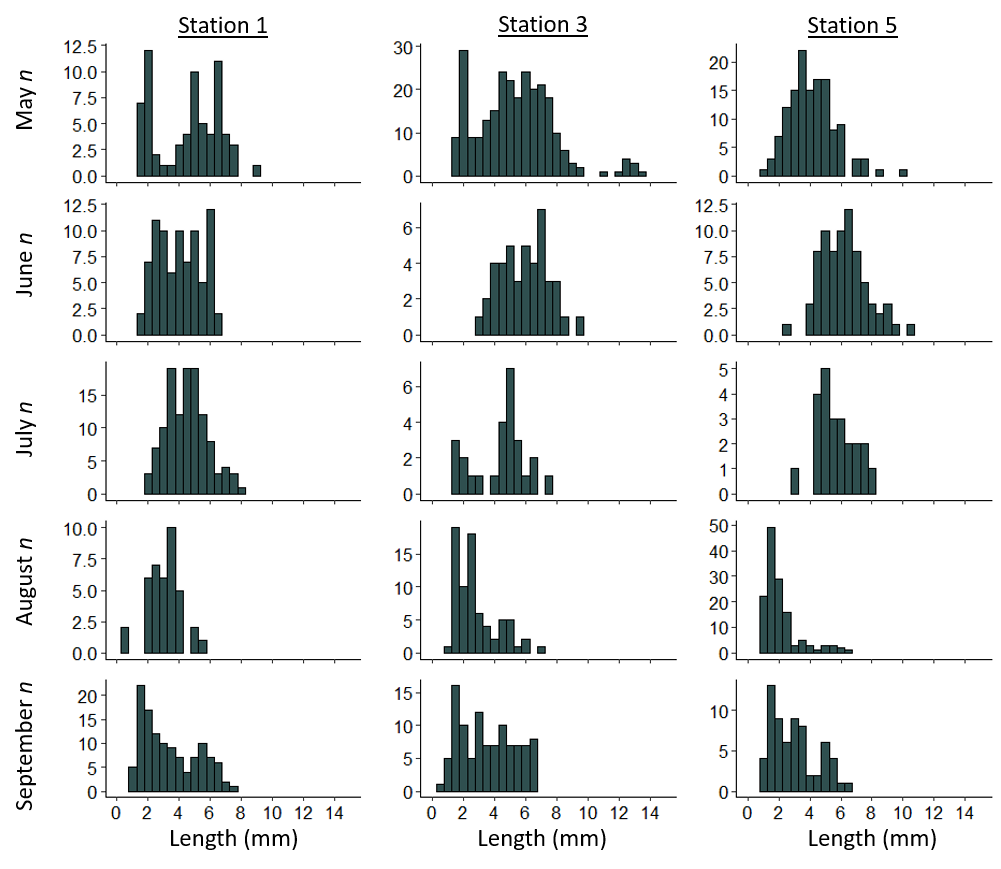 Station 1 Station 3 Station 5
May n
12.5 10.0 7.5 5.0 2.5 0.0
30 20 10 0
20 15 10 5 0
June n
12.5 10.0 7.5 5.0 2.5 0.0
6 4 2 0
12.5 10.0 7.5 5.0 2.5 0.0
July n
15 10 5 0
6 4 2 0
5 4 3 2 1 0
August n
10.0 7.5 5.0 2.5 0.0
15 10 5 0
50 40 30 20 10 0
September n
20 15 10 5 0
15 10 5 0
10 5 0
0 2 4 6 8 10 12 14 0 2 4 6 8 10 12 14 0 2 4 6 8 10 12 14
Length (mm) Length (mm) Length (mm)